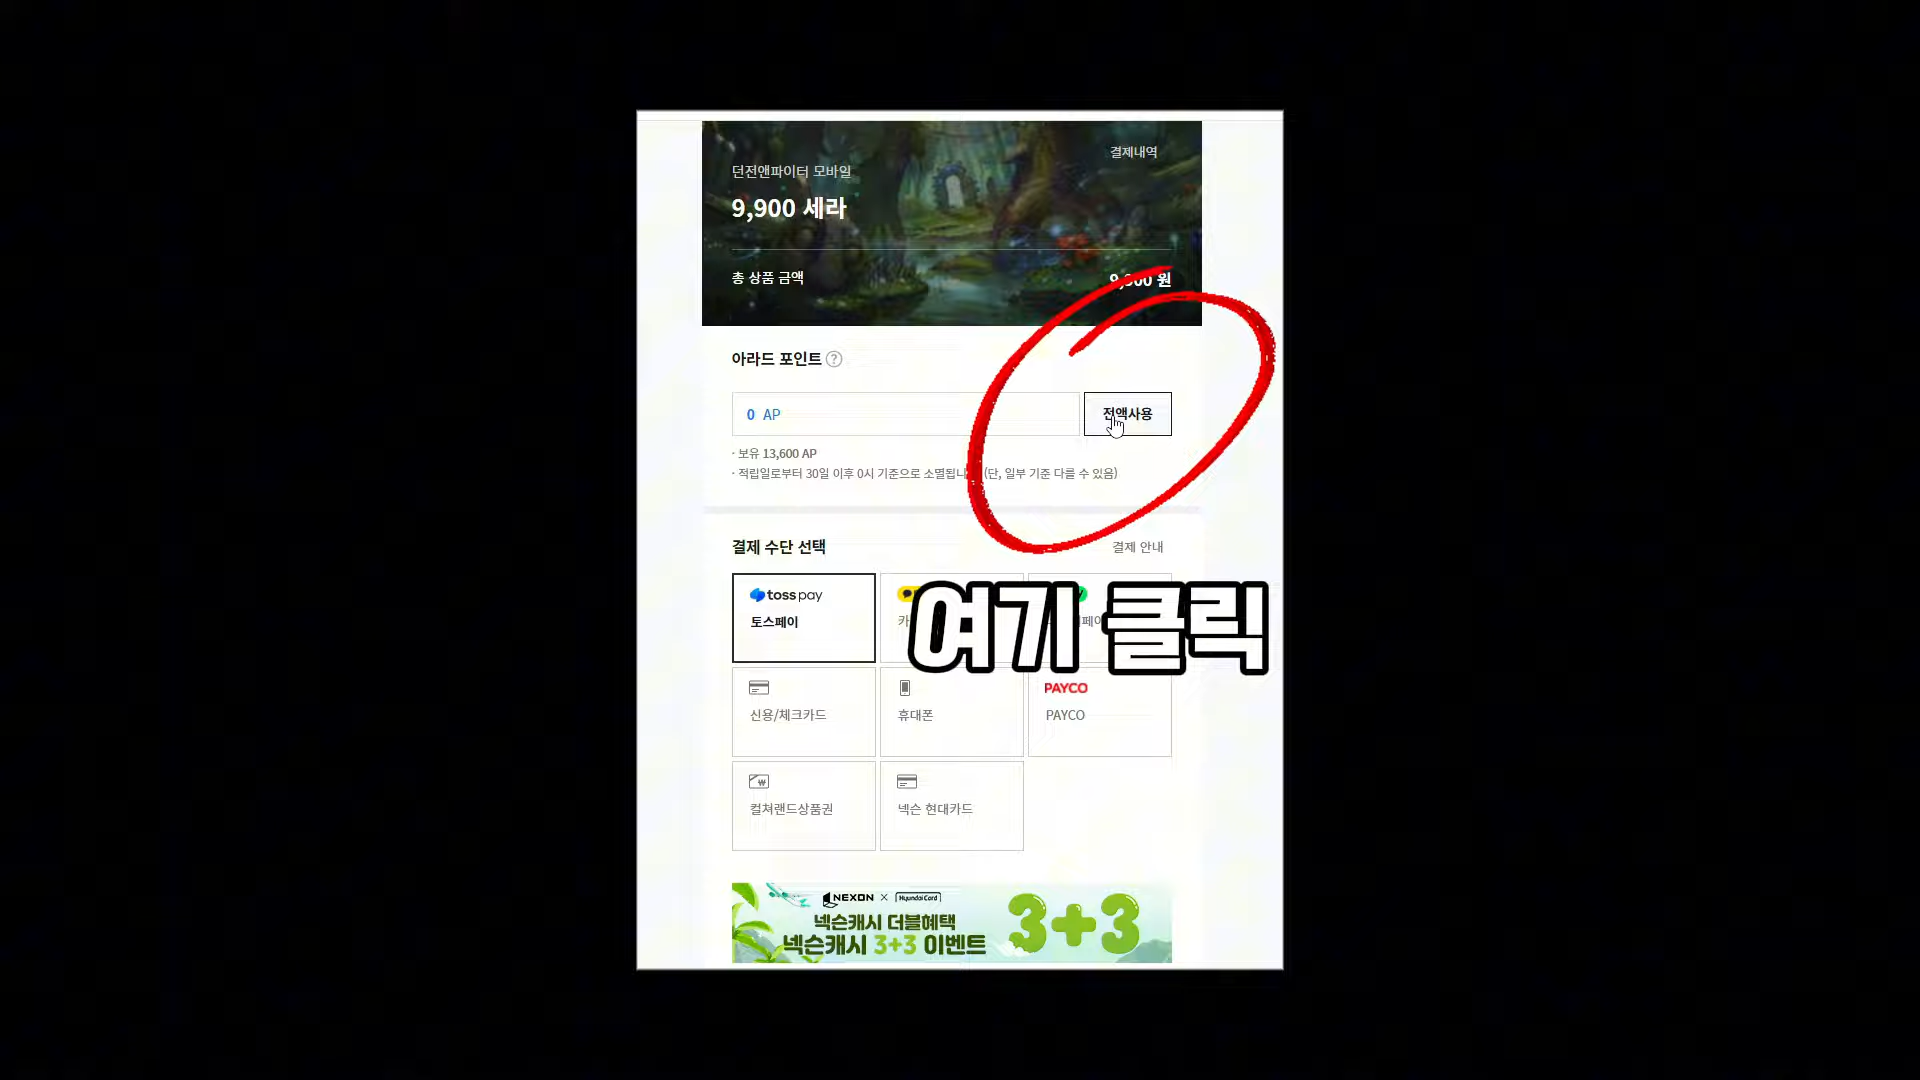 결제내역
던전앤파이터 모바일
9,900 세라
총 상품 금액
9,900 원
아라드 포인트 ?
0 AP
전액사용
· 보유 13,600 AP
· 적립일로부터 30일 이후 0시 기준으로 소멸됩니 (단, 일부 기준 다를 수 있음)
결제 수단 선택
결제 안내
toss pay
토스페이
카
페이
여기 클릭
신용/체크카드
휴대폰
PAYCO
PAYCO
컬쳐랜드상품권
넥슨 현대카드
NEXON × HyundaiCard
넥슨캐시 더블혜택
넥슨캐시 3+3 이벤트
3+3